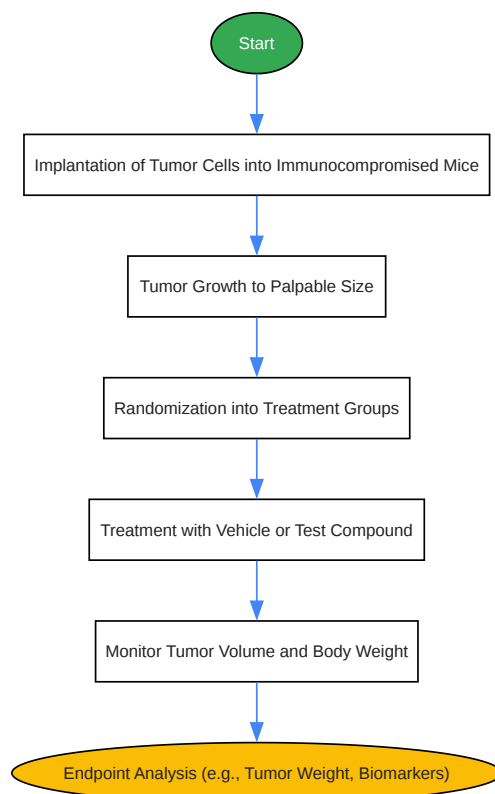 Start
Implantation of Tumor Cells into Immunocompromised Mice
Tumor Growth to Palpable Size
Randomization into Treatment Groups
Treatment with Vehicle or Test Compound
Monitor Tumor Volume and Body Weight
Endpoint Analysis (e.g., Tumor Weight, Biomarkers)